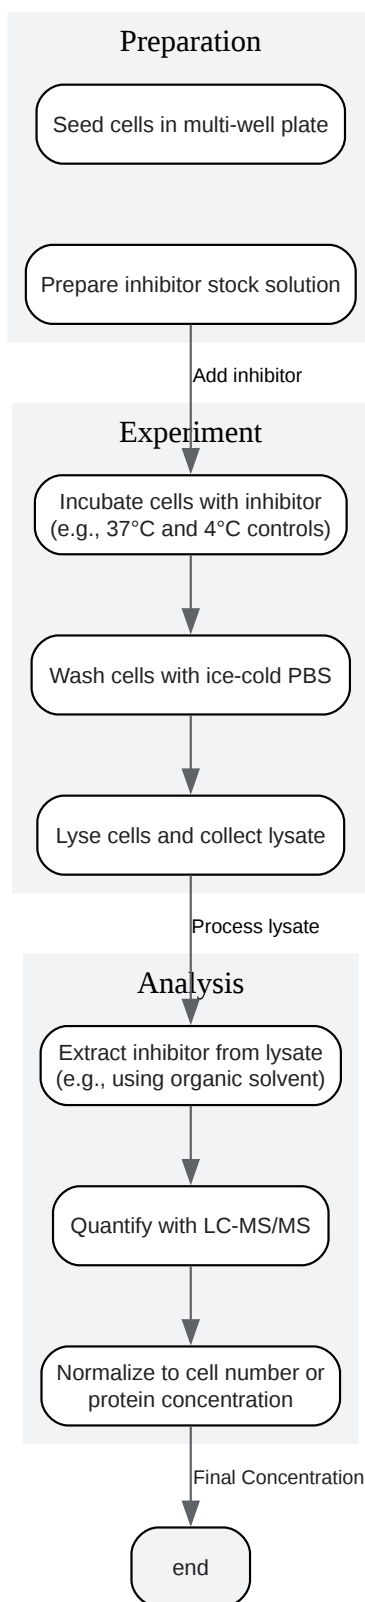 Preparation
Seed cells in multi-well plate
Prepare inhibitor stock solution
Add inhibitor
Experiment
Incubate cells with inhibitor
(e.g., 37°C and 4°C controls)
Wash cells with ice-cold PBS
Lyse cells and collect lysate
Process lysate
Analysis
Extract inhibitor from lysate
(e.g., using organic solvent)
Quantify with LC-MS/MS
Normalize to cell number or
protein concentration
Final Concentration
end